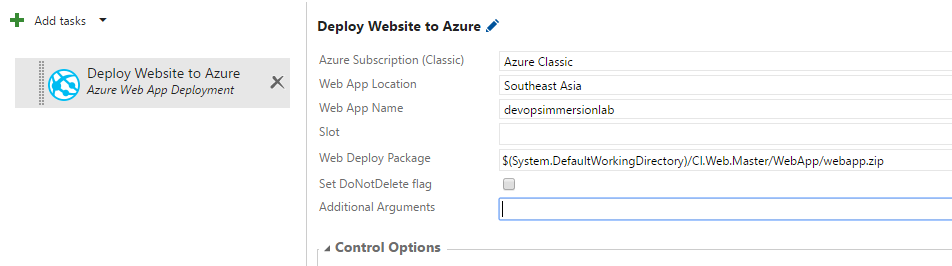 Add tasks
Deploy Website to Azure
Azure Web App Deployment
Deploy Website to Azure
Azure Subscription (Classic) Azure Classic
Web App Location Southeast Asia
Web App Name devopsimmersionlab
Slot
Web Deploy Package $(System.DefaultWorkingDirectory)/CI.Web.Master/WebApp/webapp.zip
Set DoNotDelete flag
Additional Arguments
Control Options